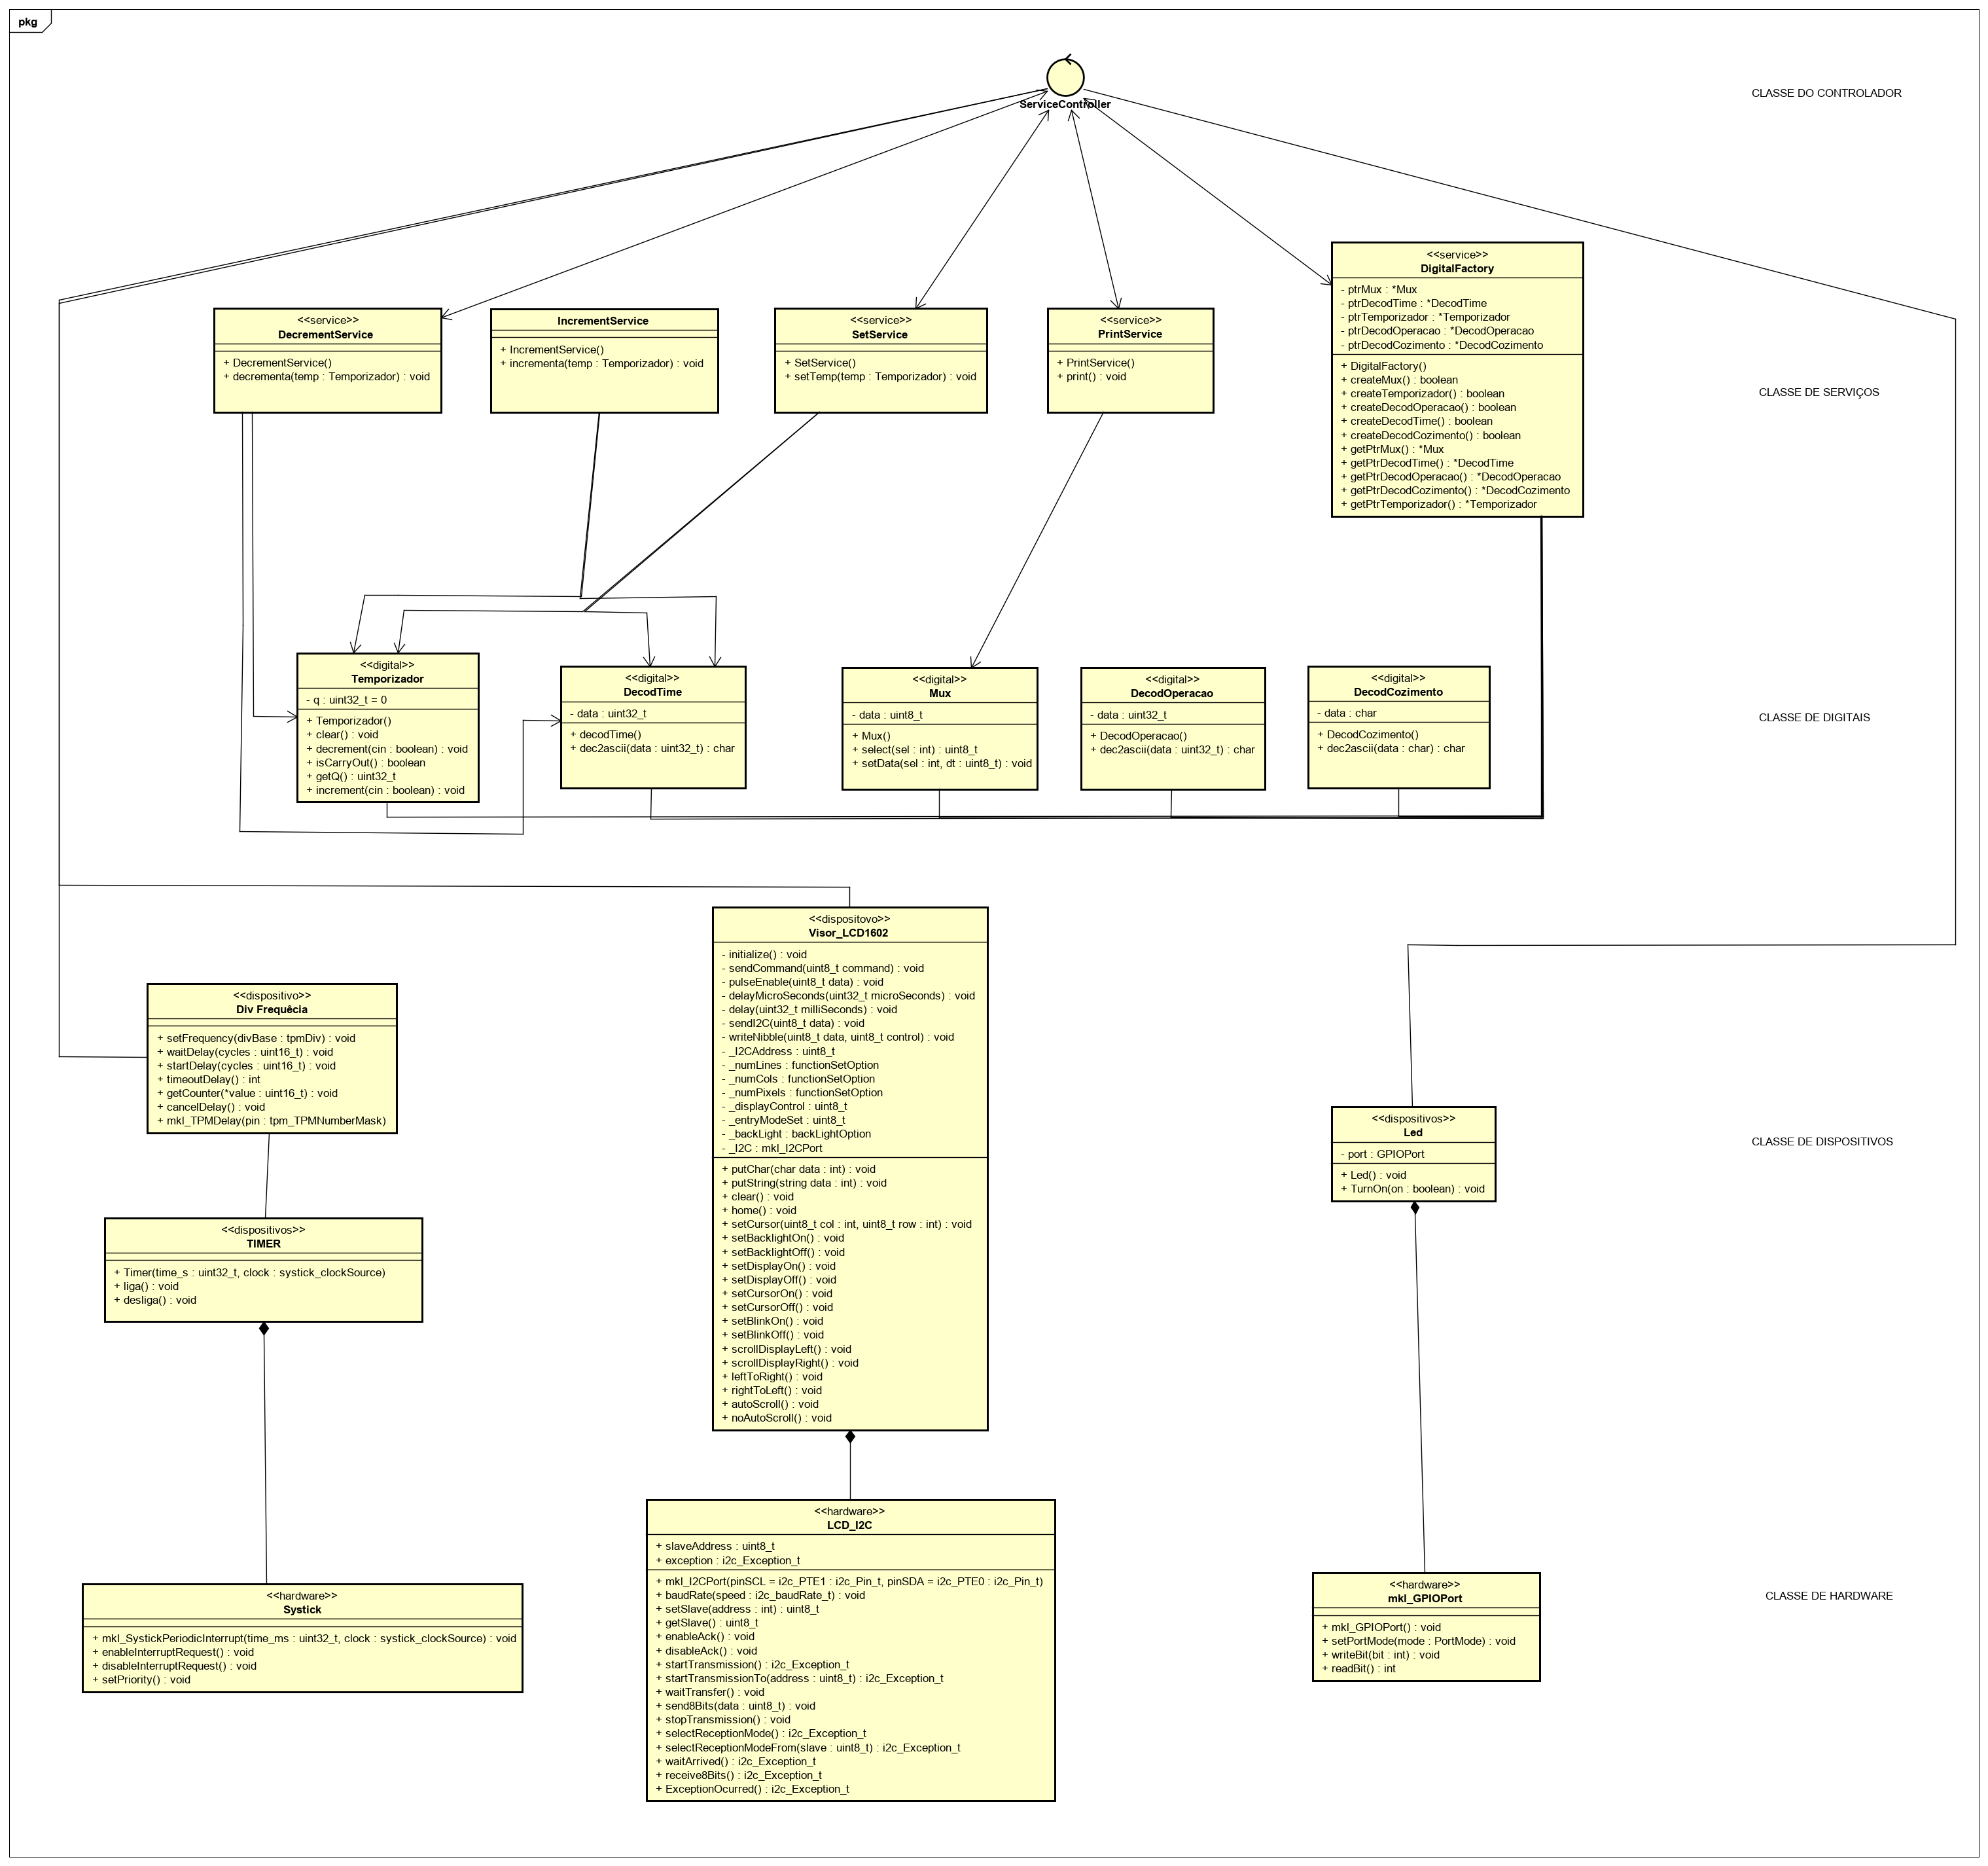 pkg
ServiceController
CLASSE DO CONTROLADOR
<<service>>
DecrementService
+ DecrementService()
+ decrementa(temp : Temporizador) : void
IncrementService
+ IncrementService()
+ incrementa(temp : Temporizador) : void
<<service>>
SetService
+ SetService()
+ setTemp(temp : Temporizador) : void
<<service>>
PrintService
+ PrintService()
+ print() : void
<<service>>
DigitalFactory
- ptrMux : *Mux
- ptrDecodTime : *DecodTime
- ptrTemporizador : *Temporizador
- ptrDecodOperacao : *DecodOperacao
- ptrDecodCozimento : *DecodCozimento
+ DigitalFactory()
+ createMux() : boolean
+ createTemporizador() : boolean
+ createDecodOperacao() : boolean
+ createDecodTime() : boolean
+ createDecodCozimento() : boolean
+ getPtrMux() : *Mux
+ getPtrDecodTime() : *DecodTime
+ getPtrDecodOperacao() : *DecodOperacao
+ getPtrDecodCozimento() : *DecodCozimento
+ getPtrTemporizador() : *Temporizador
CLASSE DE SERVIÇOS
<<digital>>
Temporizador
- q : uint32_t = 0
+ Temporizador()
+ clear() : void
+ decrement(cin : boolean) : void
+ isCarryOut() : boolean
+ getQ() : uint32_t
+ increment(cin : boolean) : void
<<digital>>
DecodTime
- data : uint32_t
+ decodTime()
+ dec2ascii(data : uint32_t) : char
<<digital>>
Mux
- data : uint8_t
+ Mux()
+ select(sel : int) : uint8_t
+ setData(sel : int, dt : uint8_t) : void
<<digital>>
DecodOperacao
- data : uint32_t
+ DecodOperacao()
+ dec2ascii(data : uint32_t) : char
<<digital>>
DecodCozimento
- data : char
+ DecodCozimento()
+ dec2ascii(data : char) : char
CLASSE DE DIGITAIS
<<dispositivo>>
Div Frequêcia
+ setFrequency(divBase : tpmDiv) : void
+ waitDelay(cycles : uint16_t) : void
+ startDelay(cycles : uint16_t) : void
+ timeoutDelay() : int
+ getCounter(*value : uint16_t) : void
+ cancelDelay() : void
+ mkl_TPMDelay(pin : tpm_TPMNumberMask)
<<dispositivos>>
TIMER
+ Timer(time_s : uint32_t, clock : systick_clockSource)
+ liga() : void
+ desliga() : void
<<dispositovo>>
Visor_LCD1602
- initialize() : void
- sendCommand(uint8_t command) : void
- pulseEnable(uint8_t data) : void
- delayMicroSeconds(uint32_t microSeconds) : void
- delay(uint32_t milliSeconds) : void
- sendI2C(uint8_t data) : void
- writeNibble(uint8_t data, uint8_t control) : void
- _I2CAddress : uint8_t
- _numLines : functionSetOption
- _numCols : functionSetOption
- _numPixels : functionSetOption
- _displayControl : uint8_t
- _entryModeSet : uint8_t
- _backLight : backLightOption
- _I2C : mkl_I2CPort
+ putChar(char data : int) : void
+ putString(string data : int) : void
+ clear() : void
+ home() : void
+ setCursor(uint8_t col : int, uint8_t row : int) : void
+ setBacklightOn() : void
+ setBacklightOff() : void
+ setDisplayOn() : void
+ setDisplayOff() : void
+ setCursorOn() : void
+ setCursorOff() : void
+ setBlinkOn() : void
+ setBlinkOff() : void
+ scrollDisplayLeft() : void
+ scrollDisplayRight() : void
+ leftToRight() : void
+ rightToLeft() : void
+ autoScroll() : void
+ noAutoScroll() : void
<<dispositivos>>
Led
- port : GPIOPort
+ Led() : void
+ TurnOn(on : boolean) : void
CLASSE DE DISPOSITIVOS
<<hardware>>
Systick
+ mkl_SystickPeriodicInterrupt(time_ms : uint32_t, clock : systick_clockSource) : void
+ enableInterruptRequest() : void
+ disableInterruptRequest() : void
+ setPriority() : void
<<hardware>>
LCD_I2C
+ slaveAddress : uint8_t
+ exception : i2c_Exception_t
+ mkl_I2CPort(pinSCL = i2c_PTE1 : i2c_Pin_t, pinSDA = i2c_PTE0 : i2c_Pin_t)
+ baudRate(speed : i2c_baudRate_t) : void
+ setSlave(address : int) : uint8_t
+ getSlave() : uint8_t
+ enableAck() : void
+ disableAck() : void
+ startTransmission() : i2c_Exception_t
+ startTransmissionTo(address : uint8_t) : i2c_Exception_t
+ waitTransfer() : void
+ send8Bits(data : uint8_t) : void
+ stopTransmission() : void
+ selectReceptionMode() : i2c_Exception_t
+ selectReceptionModeFrom(slave : uint8_t) : i2c_Exception_t
+ waitArrived() : i2c_Exception_t
+ receive8Bits() : i2c_Exception_t
+ ExceptionOcurred() : i2c_Exception_t
<<hardware>>
mkl_GPIOPort
+ mkl_GPIOPort() : void
+ setPortMode(mode : PortMode) : void
+ writeBit(bit : int) : void
+ readBit() : int
CLASSE DE HARDWARE